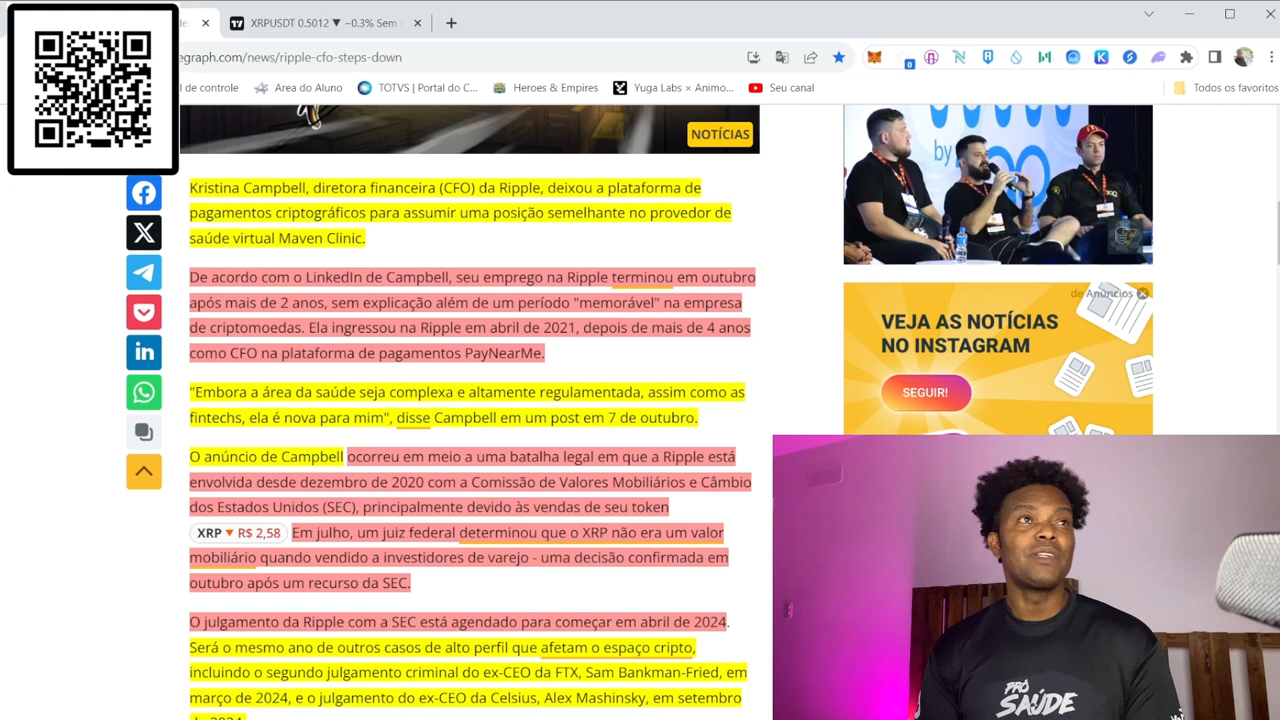 XRPUSDT 0.5012 ▼ −0.3% Sem
egraph.com/news/ripple-cfo-steps-down
0
l de controle
Area do Aluno
TOTVS | Portal do C...
Heroes & Empires
Yuga Labs × Animo...
Seu canal
Todos os favoritos
NOTÍCIAS
by
Kristina Campbell, diretora financeira (CFO) da Ripple, deixou a plataforma de
pagamentos criptográficos para assumir uma posição semelhante no provedor de
saúde virtual Maven Clinic.
De acordo com o LinkedIn de Campbell, seu emprego na Ripple terminou em outubro
após mais de 2 anos, sem explicação além de um período "memorável" na empresa
de criptomoedas. Ela ingressou na Ripple em abril de 2021, depois de mais de 4 anos
como CFO na plataforma de pagamentos PayNearMe.
"Embora a área da saúde seja complexa e altamente regulamentada, assim como as
fintechs, ela é nova para mim", disse Campbell em um post em 7 de outubro.
O anúncio de Campbell ocorreu em meio a uma batalha legal em que a Ripple está
envolvida desde dezembro de 2020 com a Comissão de Valores Mobiliários e Câmbio
dos Estados Unidos (SEC), principalmente devido às vendas de seu token
XRP ▼ R$ 2,58 Em julho, um juiz federal determinou que o XRP não era um valor
mobiliário quando vendido a investidores de varejo - uma decisão confirmada em
outubro após um recurso da SEC.
O julgamento da Ripple com a SEC está agendado para começar em abril de 2024.
Será o mesmo ano de outros casos de alto perfil que afetam o espaço cripto,
incluindo o segundo julgamento criminal do ex-CEO da FTX, Sam Bankman-Fried, em
março de 2024, e o julgamento do ex-CEO da Celsius, Alex Mashinsky, em setembro
de 2024.
de Anúncios
VEJA AS NOTÍCIAS
NO INSTAGRAM
SEGUIR!
PRÓ
SAÚDE